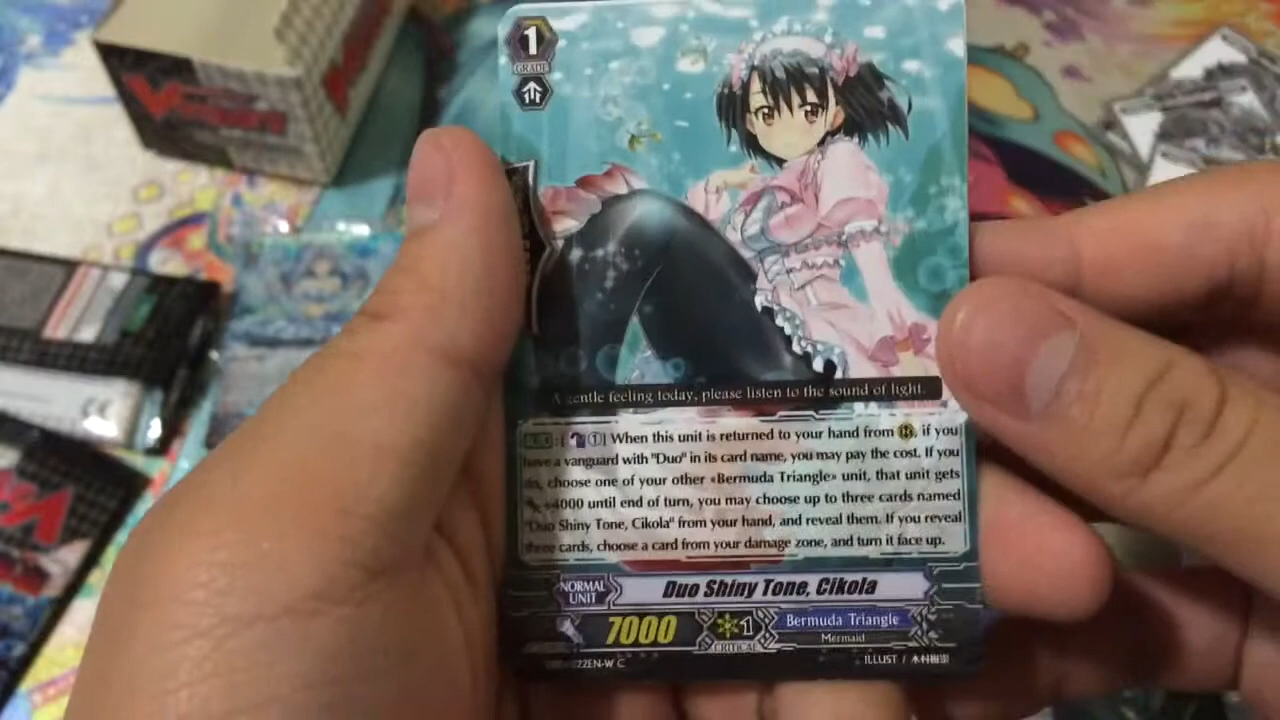 1
GRADE
A gentle feeling today, please listen to the sound of light.
①] When this unit is returned to your hand from Ⓡ, if you
have a vanguard with "Duo" in its card name, you may pay the cost. If you
do, choose one of your other «Bermuda Triangle» unit, that unit gets
+4000 until end of turn, you may choose up to three cards named
"Duo Shiny Tone, Cikola" from your hand, and reveal them. If you reveal
three cards, choose a card from your damage zone, and turn it face up.
NORMAL UNIT
Duo Shiny Tone, Cikola
7000
1
CRITICAL
Bermuda Triangle
Mermaid
22EN-W C
ILLUST / 木村樹崇